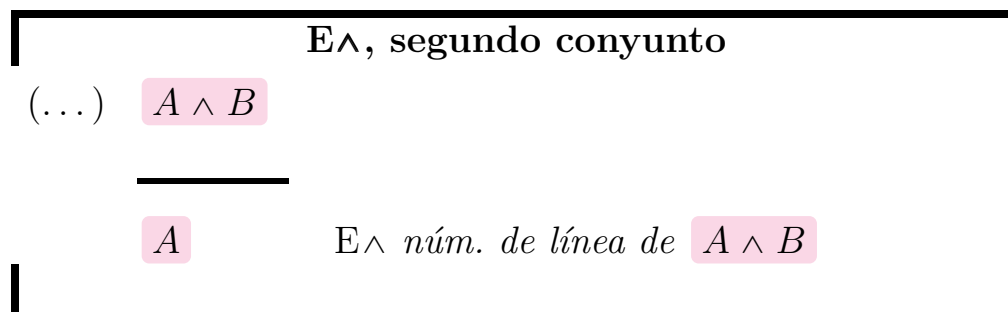 E∧, segundo conyunto
(...) A ∧ B
A E∧ núm. de línea de A ∧ B